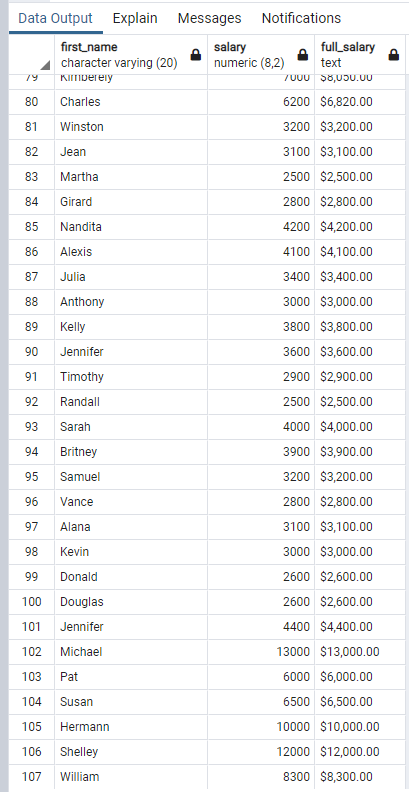 Data Output Explain Messages Notifications
first_name salary full_salary
character varying (20) numeric (8,2) text
79 Kimberely 7000 $8,050.00
80 Charles 6200 $6,820.00
81 Winston 3200 $3,200.00
82 Jean 3100 $3,100.00
83 Martha 2500 $2,500.00
84 Girard 2800 $2,800.00
85 Nandita 4200 $4,200.00
86 Alexis 4100 $4,100.00
87 Julia 3400 $3,400.00
88 Anthony 3000 $3,000.00
89 Kelly 3800 $3,800.00
90 Jennifer 3600 $3,600.00
91 Timothy 2900 $2,900.00
92 Randall 2500 $2,500.00
93 Sarah 4000 $4,000.00
94 Britney 3900 $3,900.00
95 Samuel 3200 $3,200.00
96 Vance 2800 $2,800.00
97 Alana 3100 $3,100.00
98 Kevin 3000 $3,000.00
99 Donald 2600 $2,600.00
100 Douglas 2600 $2,600.00
101 Jennifer 4400 $4,400.00
102 Michael 13000 $13,000.00
103 Pat 6000 $6,000.00
104 Susan 6500 $6,500.00
105 Hermann 10000 $10,000.00
106 Shelley 12000 $12,000.00
107 William 8300 $8,300.00